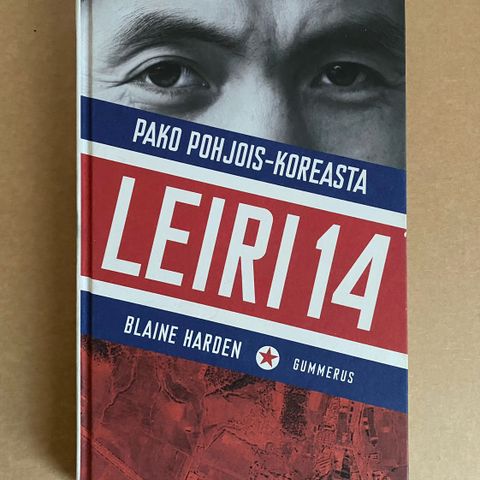 PAKO POHJOIS-KOREASTA
LEIRI 14
BLAINE HARDEN
GUMMERUS